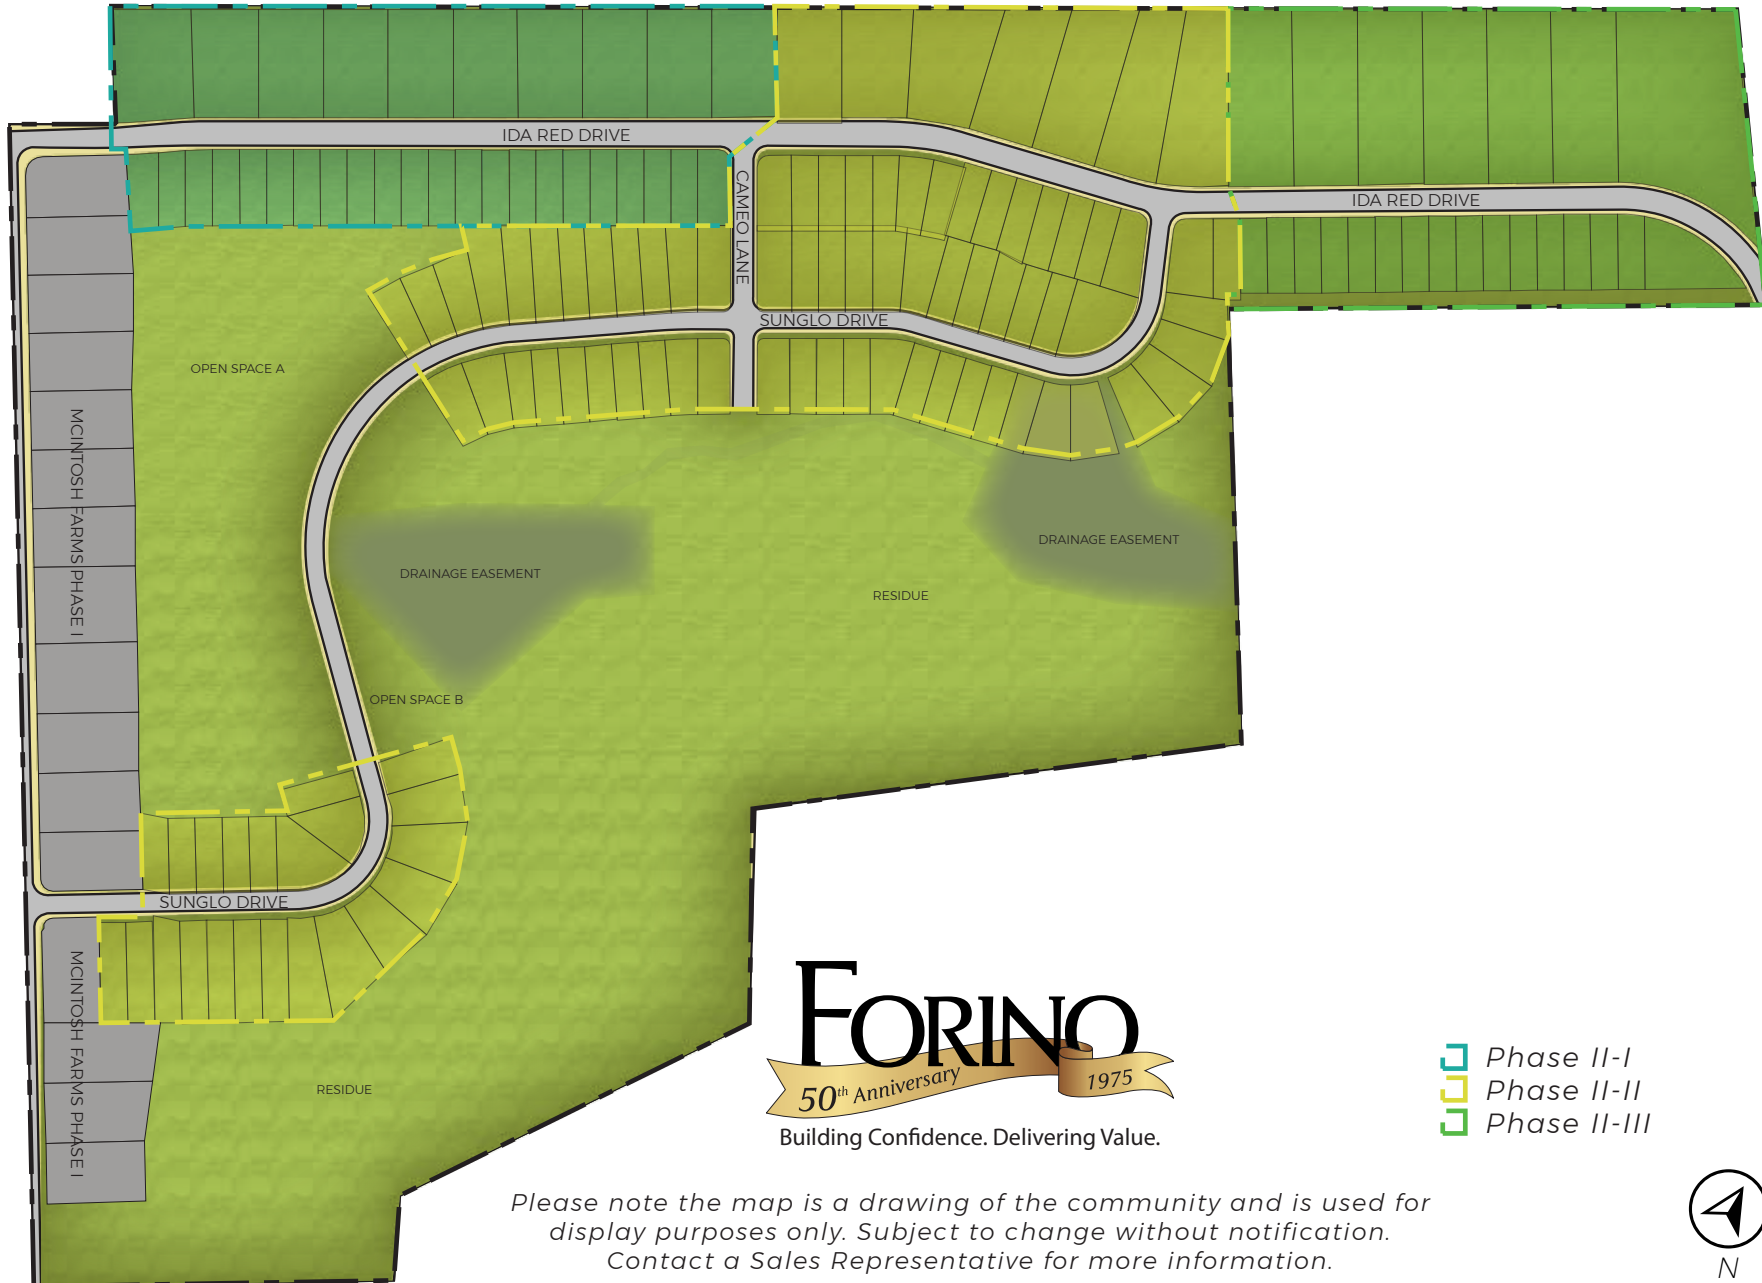 IDA RED DRIVE
CAMEO LANE
IDA RED DRIVE
SUNGLO DRIVE
OPEN SPACE A
MCINTOSH FARMS PHASE I
DRAINAGE EASEMENT
DRAINAGE EASEMENT
RESIDUE
OPEN SPACE B
SUNGLO DRIVE
MCINTOSH FARMS PHASE I
RESIDUE
FORINO
50th Anniversary 1975
Building Confidence. Delivering Value.
Phase II-I
Phase II-II
Phase II-III
Please note the map is a drawing of the community and is used for
display purposes only. Subject to change without notification.
Contact a Sales Representative for more information.
N